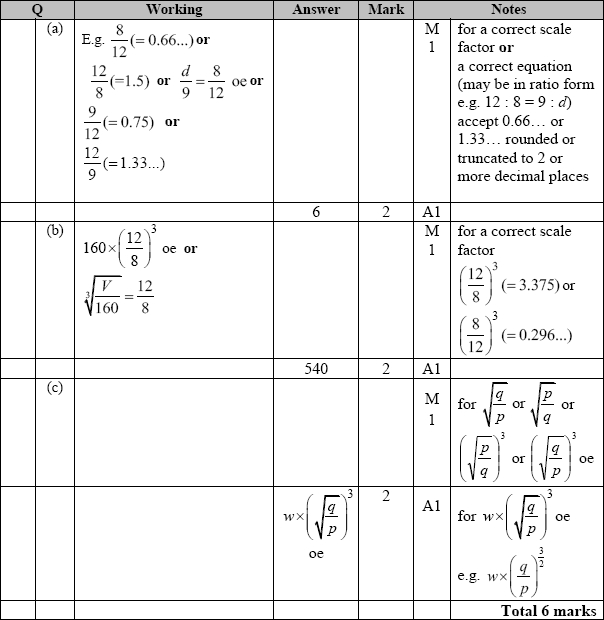 Q Working Answer Mark Notes
(a) E.g. 8/12 (= 0.66...) or
12/8 (=1.5) or d/9 = 8/12 oe or
9/12 (= 0.75) or
12/9 (=1.33...)
M
1
for a correct scale
factor or
a correct equation
(may be in ratio form
e.g. 12 : 8 = 9 : d)
accept 0.66… or
1.33… rounded or
truncated to 2 or
more decimal places
6 2 A1
(b) 160×(12/8)³ oe or
∛(V/160) = 12/8
M
1
for a correct scale
factor
(12/8)³ (= 3.375) or
(8/12)³ (= 0.296...)
540 2 A1
(c)
M
1
for √(q/p) or √(p/q) or
(√(p/q))³ or (√(q/p))³ oe
w×(√(q/p))³
oe
2 A1
for w×(√(q/p))³ oe
e.g. w×(q/p)^(3/2)
Total 6 marks